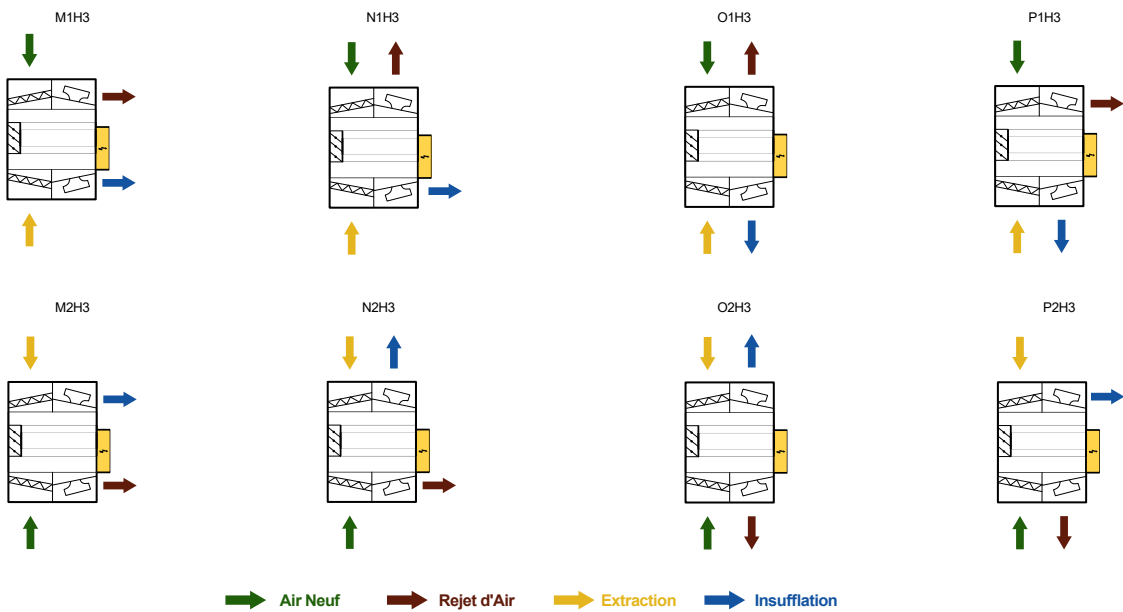 M1H3
N1H3
O1H3
P1H3
M2H3
N2H3
O2H3
P2H3
Air Neuf
Rejet d'Air
Extraction
Insufflation